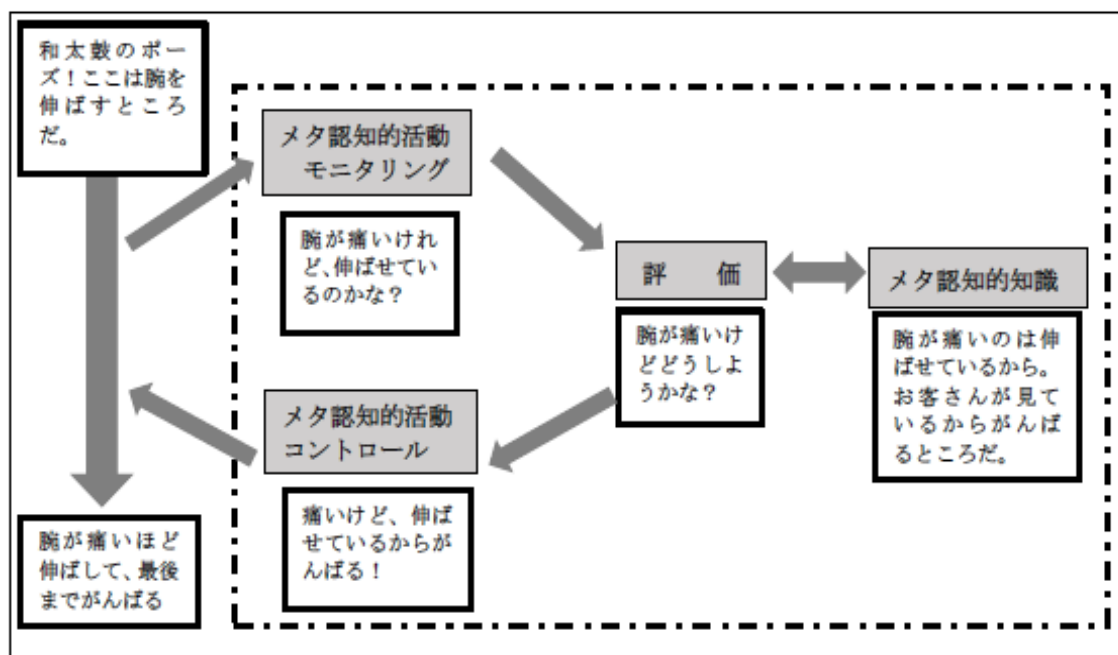 和太鼓のポー
ズ！ここは腕を
伸ばすところ
だ。
メタ認知的活動
モニタリング
腕が痛いけれ
ど、伸ばせてい
るのかな？
評　価
腕が痛いけ
どどうしよ
うかな？
メタ認知的知識
腕が痛いのは伸
ばせているから。
お客さんが見て
いるからがんば
るところだ。
メタ認知的活動
コントロール
痛いけど、伸ば
せているからが
んばる！
腕が痛いほど
伸ばして、最後
までがんばる